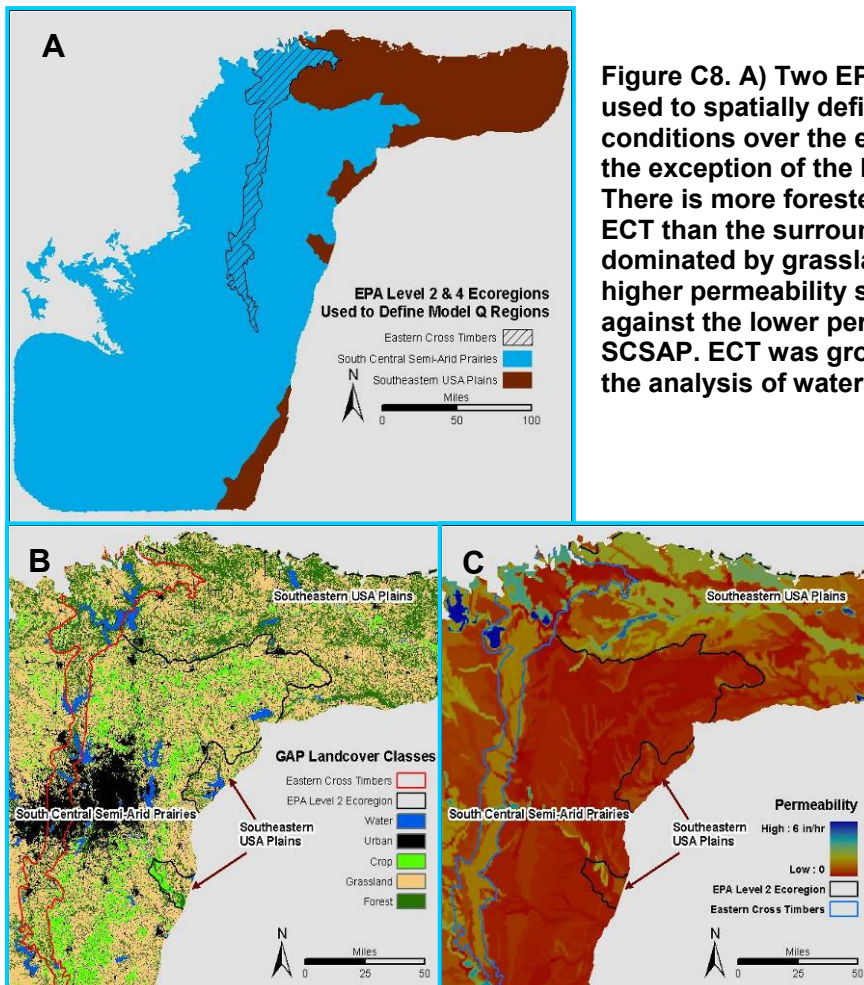 A
Figure C8. A) Two EP
used to spatially defi
conditions over the e
the exception of the
There is more foreste
ECT than the surroun
dominated by grassla
higher permeability s
against the lower per
SCSAP. ECT was gro
the analysis of water
EPA Level 2 & 4 Ecoregions
Used to Define Model Q Regions
Eastern Cross Timbers
South Central Semi-Arid Prairies
Southeastern USA Plains
Miles
N
0 50 100
B
Southeastern USA Plains
GAP Landcover Classes
Eastern Cross Timbers
EPA Level 2 Ecoregion
Water
Urban
Crop
Grassland
Forest
South Central Semi-Arid Prairies
Southeastern
USA Plains
N
Miles
0 25 50
C
Southeastern USA Plains
South Central Semi-Arid Prairies
Southeastern
USA Plains
Permeability
High : 6 in/hr
Low : 0
EPA Level 2 Ecoregion
Eastern Cross Timbers
N
Miles
0 25 50